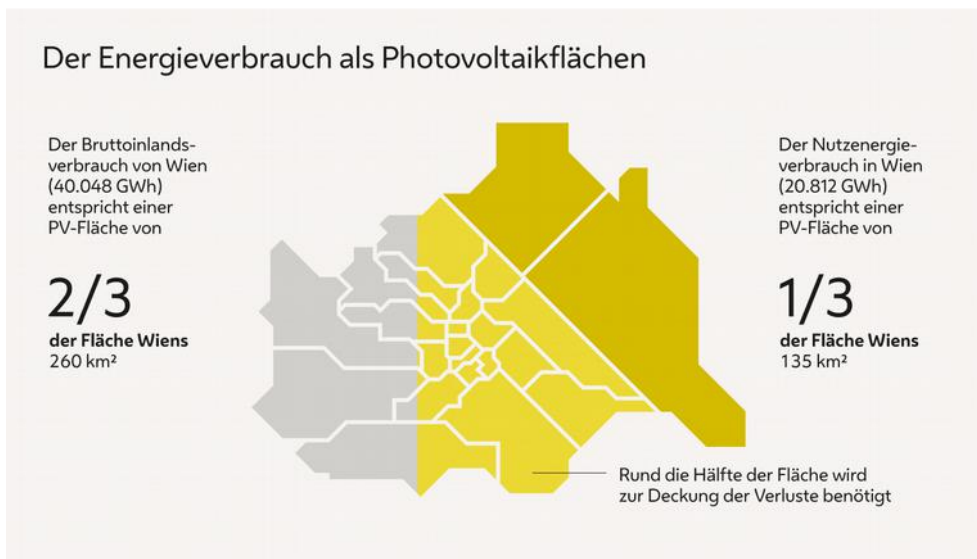 Der Energieverbrauch als Photovoltaikflächen
Der Bruttoinlands-
verbrauch von Wien
(40.048 GWh)
entspricht einer
PV-Fläche von
2/3
der Fläche Wiens
260 km²
Der Nutzenergie-
verbrauch in Wien
(20.812 GWh)
entspricht einer
PV-Fläche von
1/3
der Fläche Wiens
135 km²
Rund die Hälfte der Fläche wird
zur Deckung der Verluste benötigt